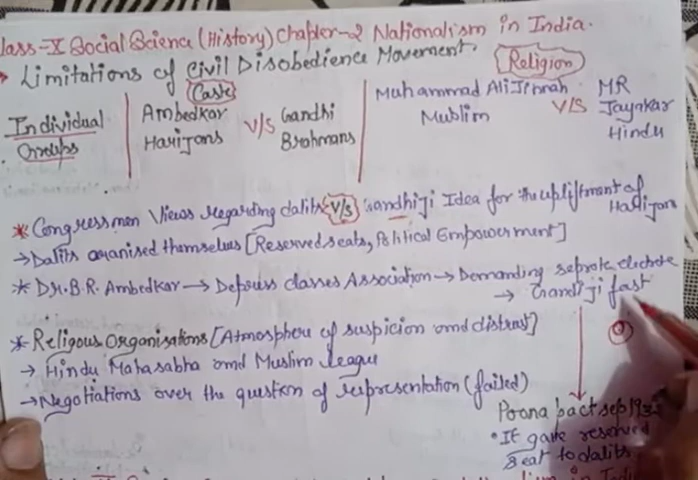 lass-X Social Science (History) Chapter-2 Nationalism in India.
Limitations of Civil Disobedience Movement.
Religion
Caste
Individual
Groups
Ambedkar
Harijans
V/S
Gandhi
Brahmans
Muhammad Ali Jinnah
Muslim
V/S
MR
Jayakar
Hindu
* Congressmen Views regarding dalits V/S Gandhiji Idea for the upliftment of
Harijans
→ Dalits organised themselves [Reserved seats, Political Empowerment]
* Dr. B.R. Ambedkar → Depress classes Association → Demanding
→ Gandhiji fast
* Religous Organisations [Atmosphere of suspicion and distrust]
→ Hindu Mahasabha and Muslim league
→ Negotiations over the question of representation (failed)
Poona pact sep 193
• It gave reserved
Seat to dalits